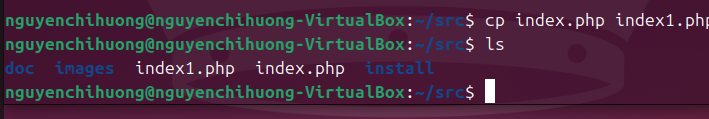 nguyenchihuong@nguyenchihuong-VirtualBox:~/src$ cp index.php index1.php
nguyenchihuong@nguyenchihuong-VirtualBox:~/src$ ls
doc images index1.php index.php install
nguyenchihuong@nguyenchihuong-VirtualBox:~/src$